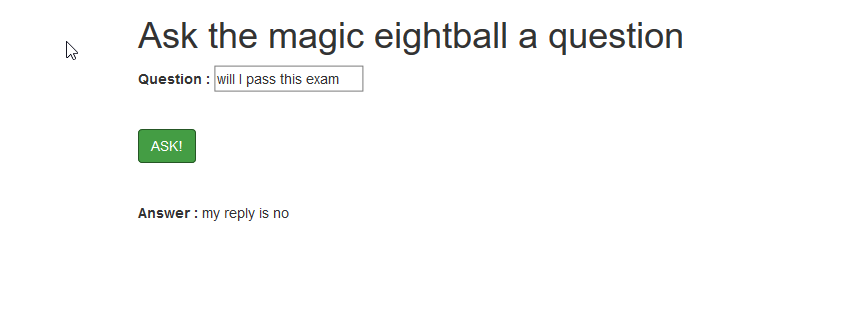 Ask the magic eightball a question
Question : will I pass this exam
ASK!
Answer : my reply is no